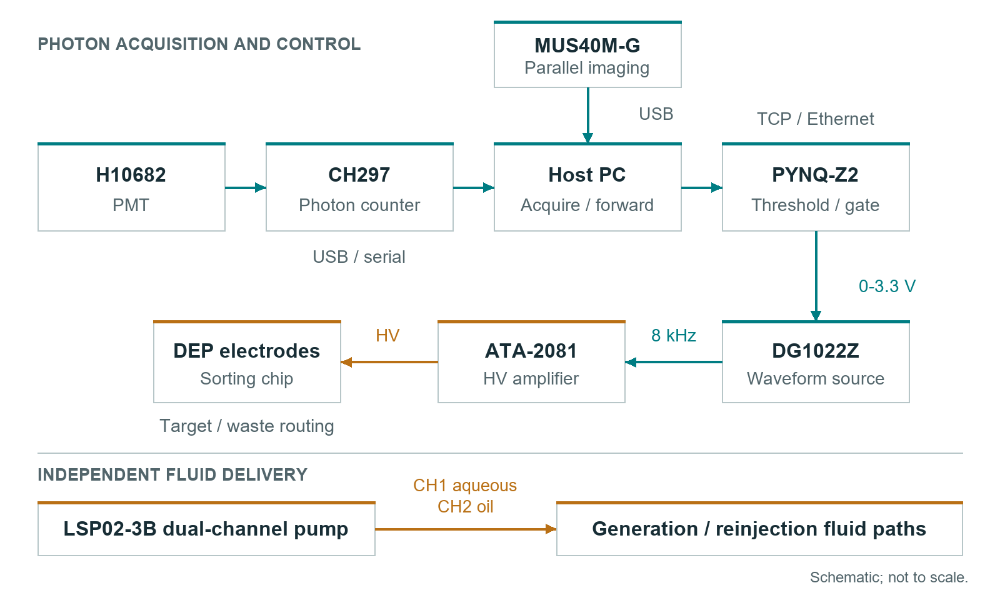 PHOTON ACQUISITION AND CONTROL
MUS40M-G
Parallel imaging
USB
TCP / Ethernet
H10682
PMT
CH297
Photon counter
Host PC
Acquire / forward
PYNQ-Z2
Threshold / gate
USB / serial
0-3.3 V
DEP electrodes
Sorting chip
HV
ATA-2081
HV amplifier
8 kHz
DG1022Z
Waveform source
Target / waste routing
INDEPENDENT FLUID DELIVERY
CH1 aqueous
CH2 oil
LSP02-3B dual-channel pump
Generation / reinjection fluid paths
Schematic; not to scale.